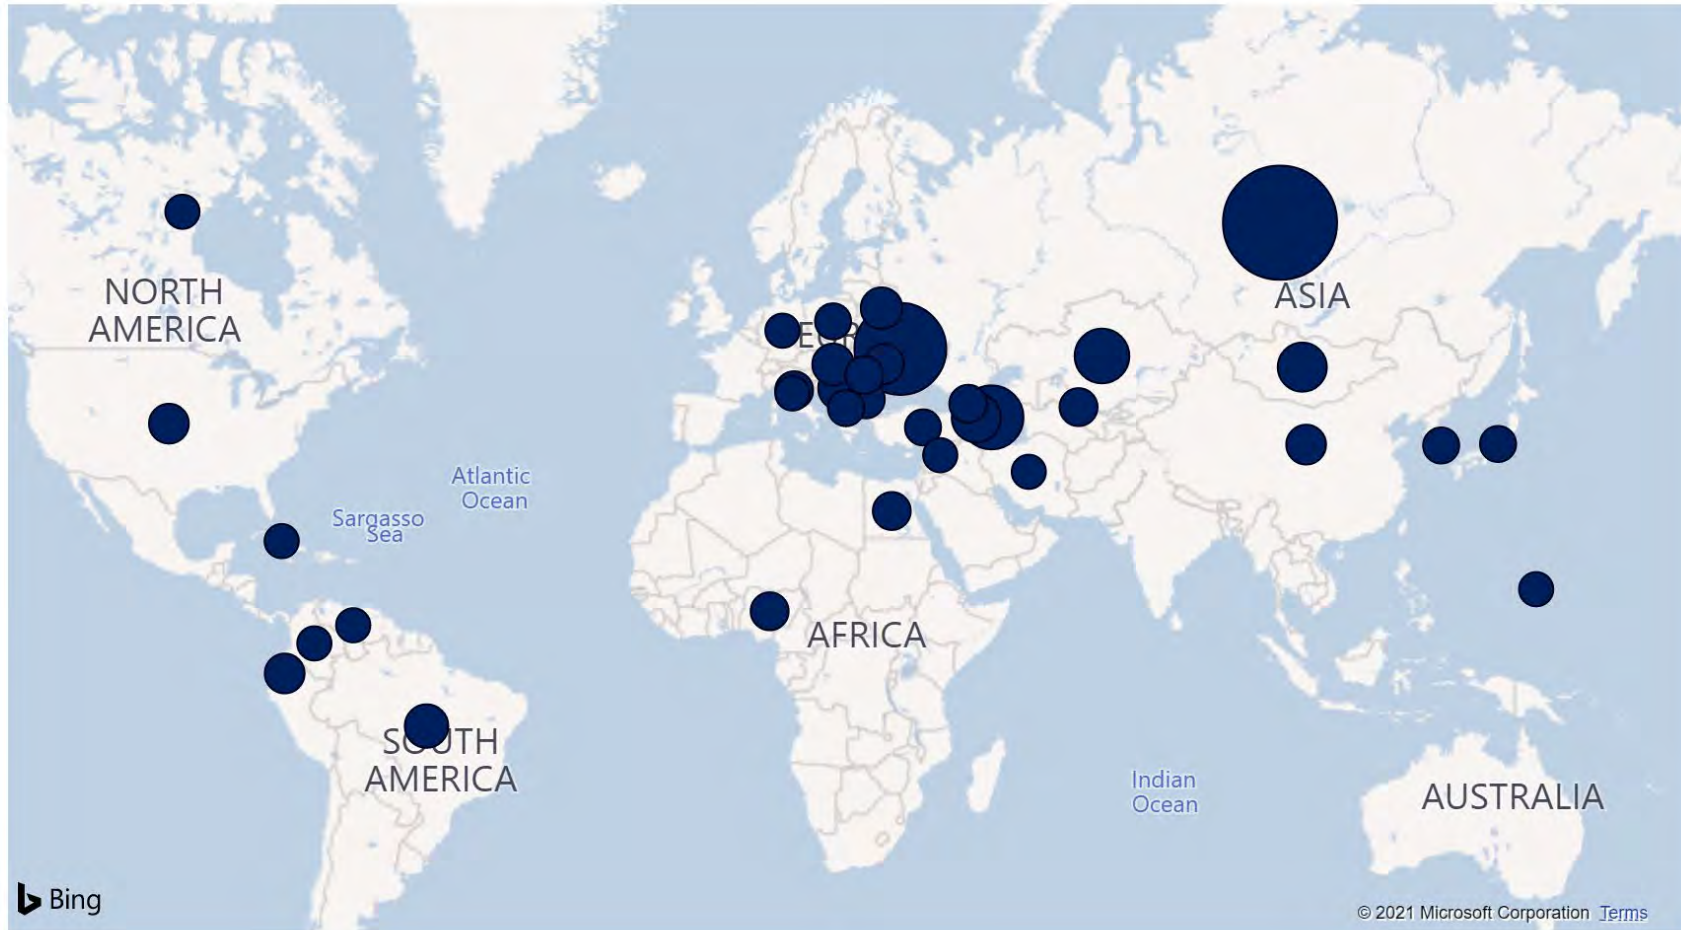 NORTH
AMERICA
ASIA
Atlantic
Ocean
Sargasso
Sea
AFRICA
SOUTH
AMERICA
Indian
Ocean
AUSTRALIA
Bing
© 2021 Microsoft Corporation Terms